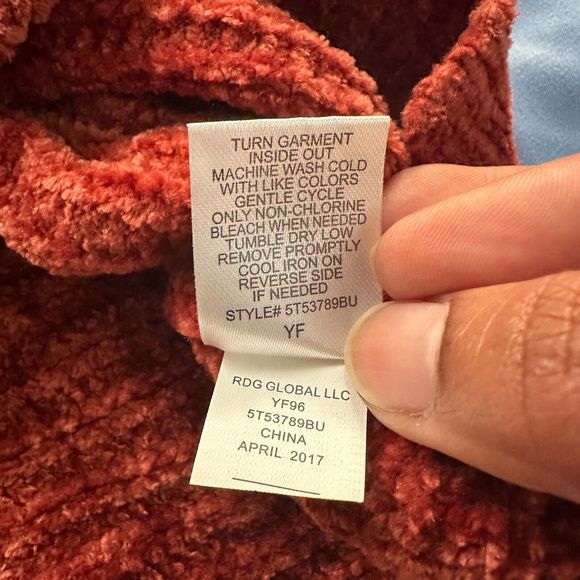 TURN GARMENT
INSIDE OUT
MACHINE WASH COLD
WITH LIKE COLORS
GENTLE CYCLE
ONLY NON-CHLORINE
BLEACH WHEN NEEDED
TUMBLE DRY LOW
REMOVE PROMPTLY
COOL IRON ON
REVERSE SIDE
IF NEEDED
STYLE# 5T53789BU
YF
RDG GLOBAL LLC
YF96
5T53789BU
CHINA
APRIL 2017